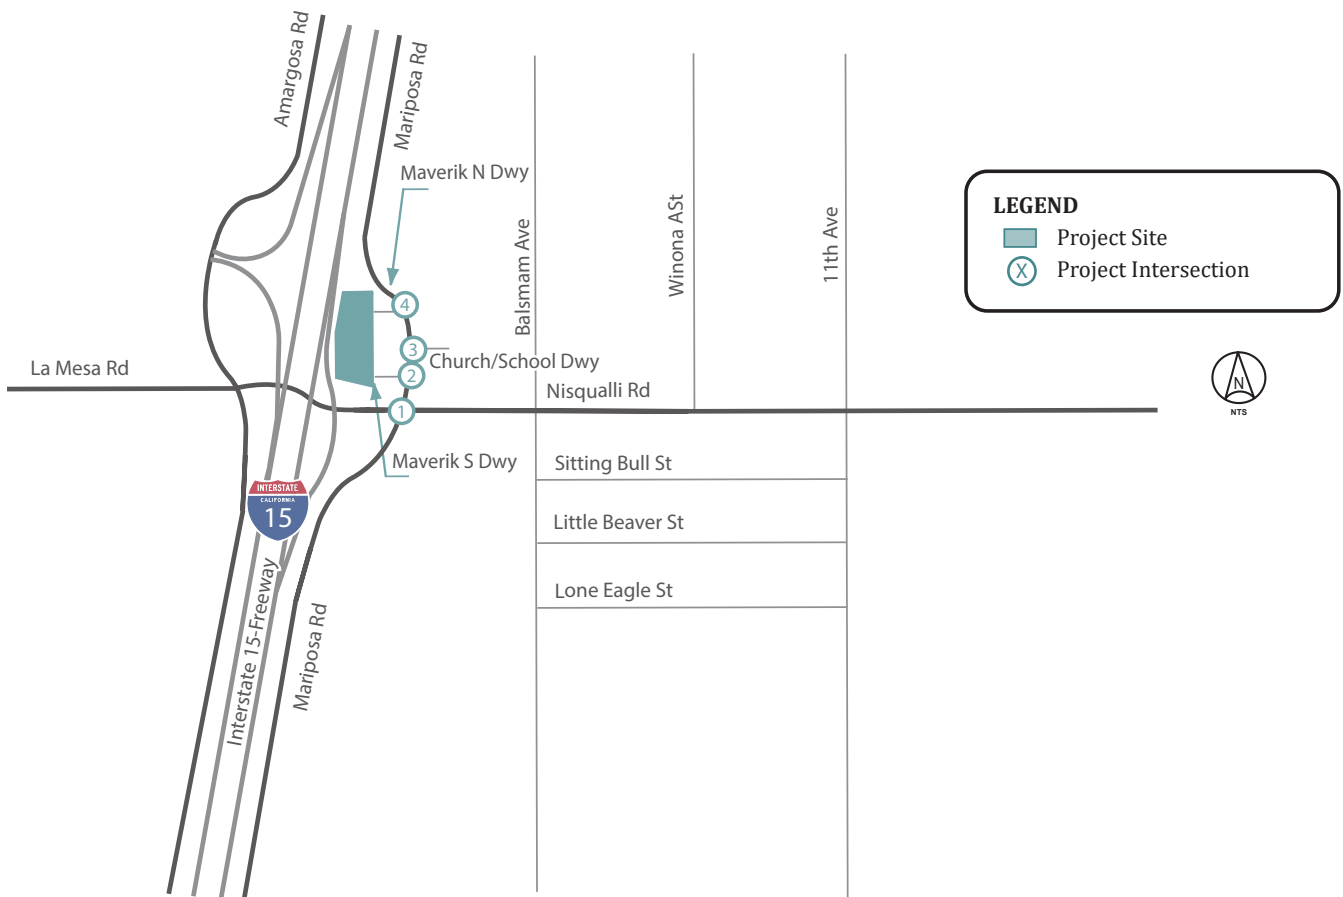 Amargosa Rd
Mariposa Rd
Maverik N Dwy
Balsmam Ave
Winona ASt
11th Ave
LEGEND
Project Site
X Project Intersection
4
3
Church/School Dwy
2
La Mesa Rd
Nisqualli Rd
1
N
NTS
Maverik S Dwy
Sitting Bull St
INTERSTATE
CALIFORNIA
15
Little Beaver St
Lone Eagle St
Interstate 15-Freeway
Mariposa Rd